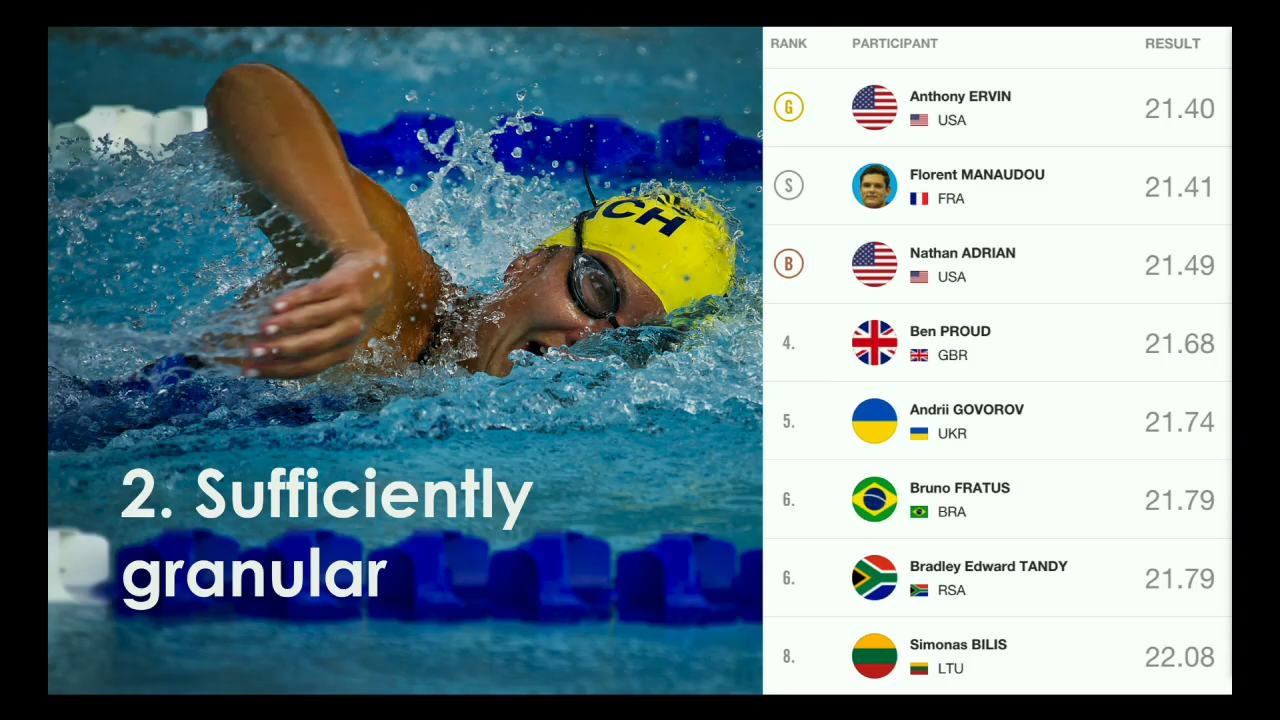 CH
2. Sufficiently
granular
RANK PARTICIPANT RESULT
G Anthony ERVIN
USA 21.40
S Florent MANAUDOU
FRA 21.41
B Nathan ADRIAN
USA 21.49
4. Ben PROUD
GBR 21.68
5. Andrii GOVOROV
UKR 21.74
6. Bruno FRATUS
BRA 21.79
6. Bradley Edward TANDY
RSA 21.79
8. Simonas BILIS
LTU 22.08